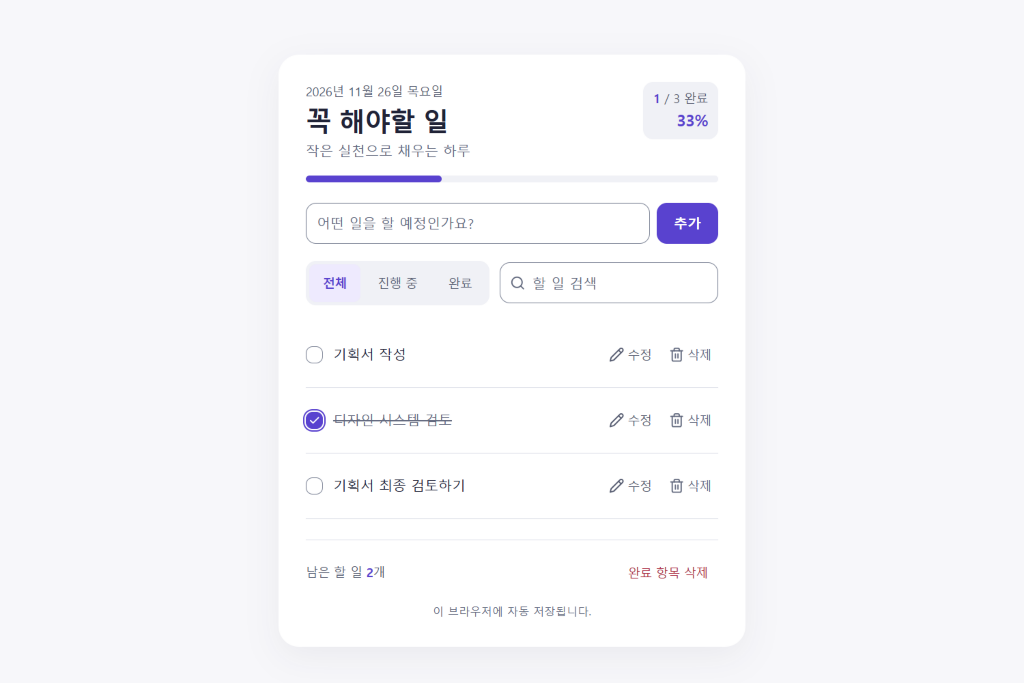 2026년 11월 26일 목요일
꼭 해야할 일
작은 실천으로 채우는 하루
1 / 3 완료
33%
어떤 일을 할 예정인가요?
추가
전체 진행 중 완료
할 일 검색
기획서 작성 수정 삭제
디자인 시스템 검토 수정 삭제
기획서 최종 검토하기 수정 삭제
남은 할 일 2개
완료 항목 삭제
이 브라우저에 자동 저장됩니다.